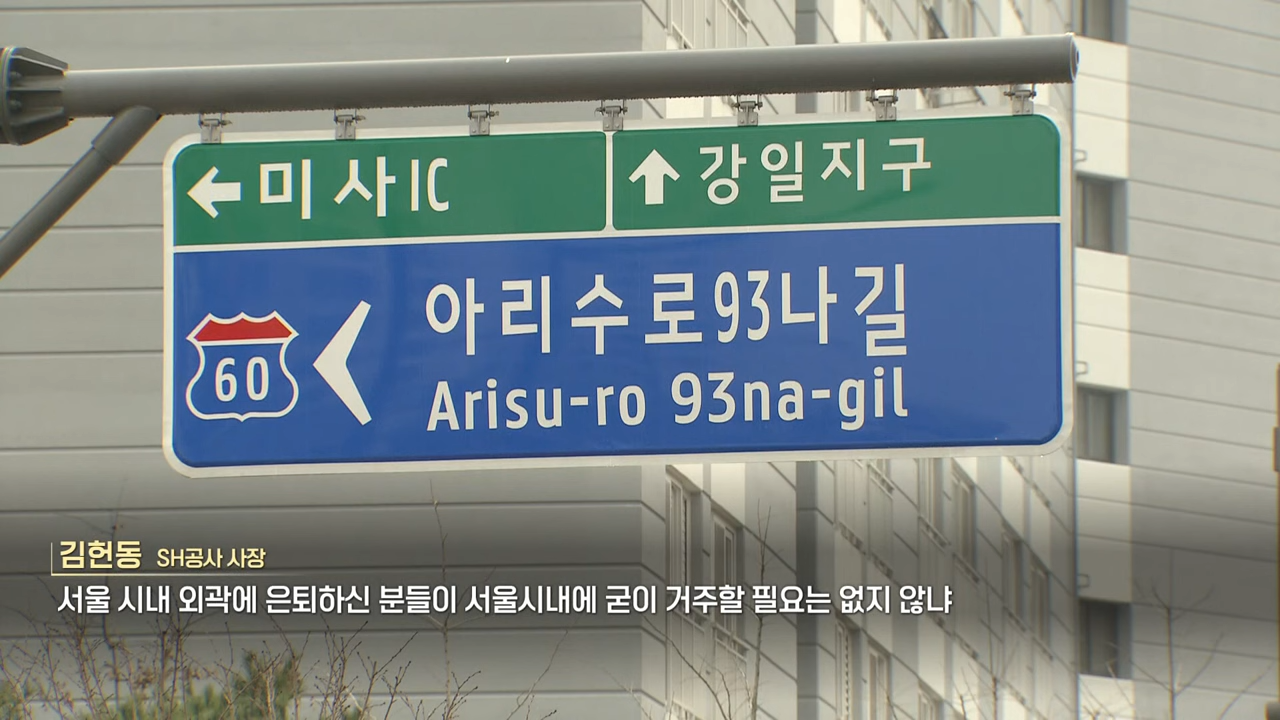 미사IC
강일지구
60
아리수로93나길
Arisu-ro 93na-gil
김헌동 SH공사 사장
서울 시내 외곽에 은퇴하신 분들이 서울시내에 굳이 거주할 필요는 없지 않냐